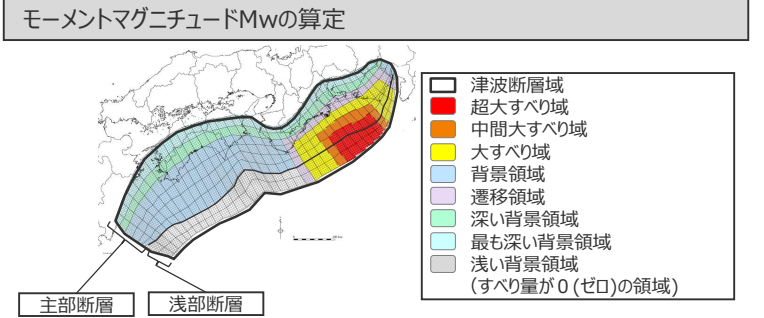 モーメントマグニチュードMwの算定
津波断層域
超大すべり域
中間大すべり域
大すべり域
背景領域
遷移領域
深い背景領域
最も深い背景領域
浅い背景領域
(すべり量が０(ゼロ)の領域)
主部断層
浅部断層